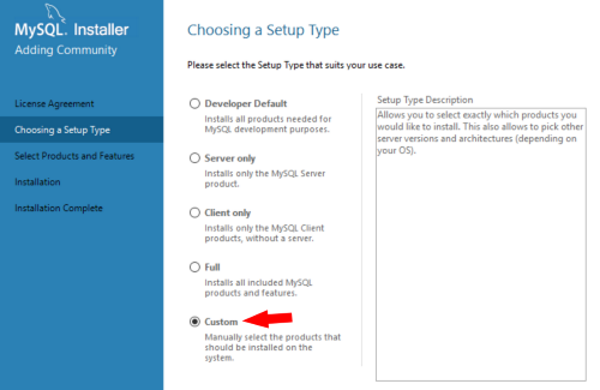 MySQL. Installer
Adding Community
License Agreement
Choosing a Setup Type
Select Products and Features
Installation
Installation Complete
Choosing a Setup Type
Please select the Setup Type that suits your use case.
Developer Default
Installs all products needed for
MySQL development purposes.
Server only
Installs only the MySQL Server
product.
Client only
Installs only the MySQL Client
products, without a server.
Full
Installs all included MySQL
products and features.
Custom
Manually select the products that
should be installed on the
system.
Setup Type Description
Allows you to select exactly which products you
would like to install. This also allows to pick other
server versions and architectures (depending on
your OS).